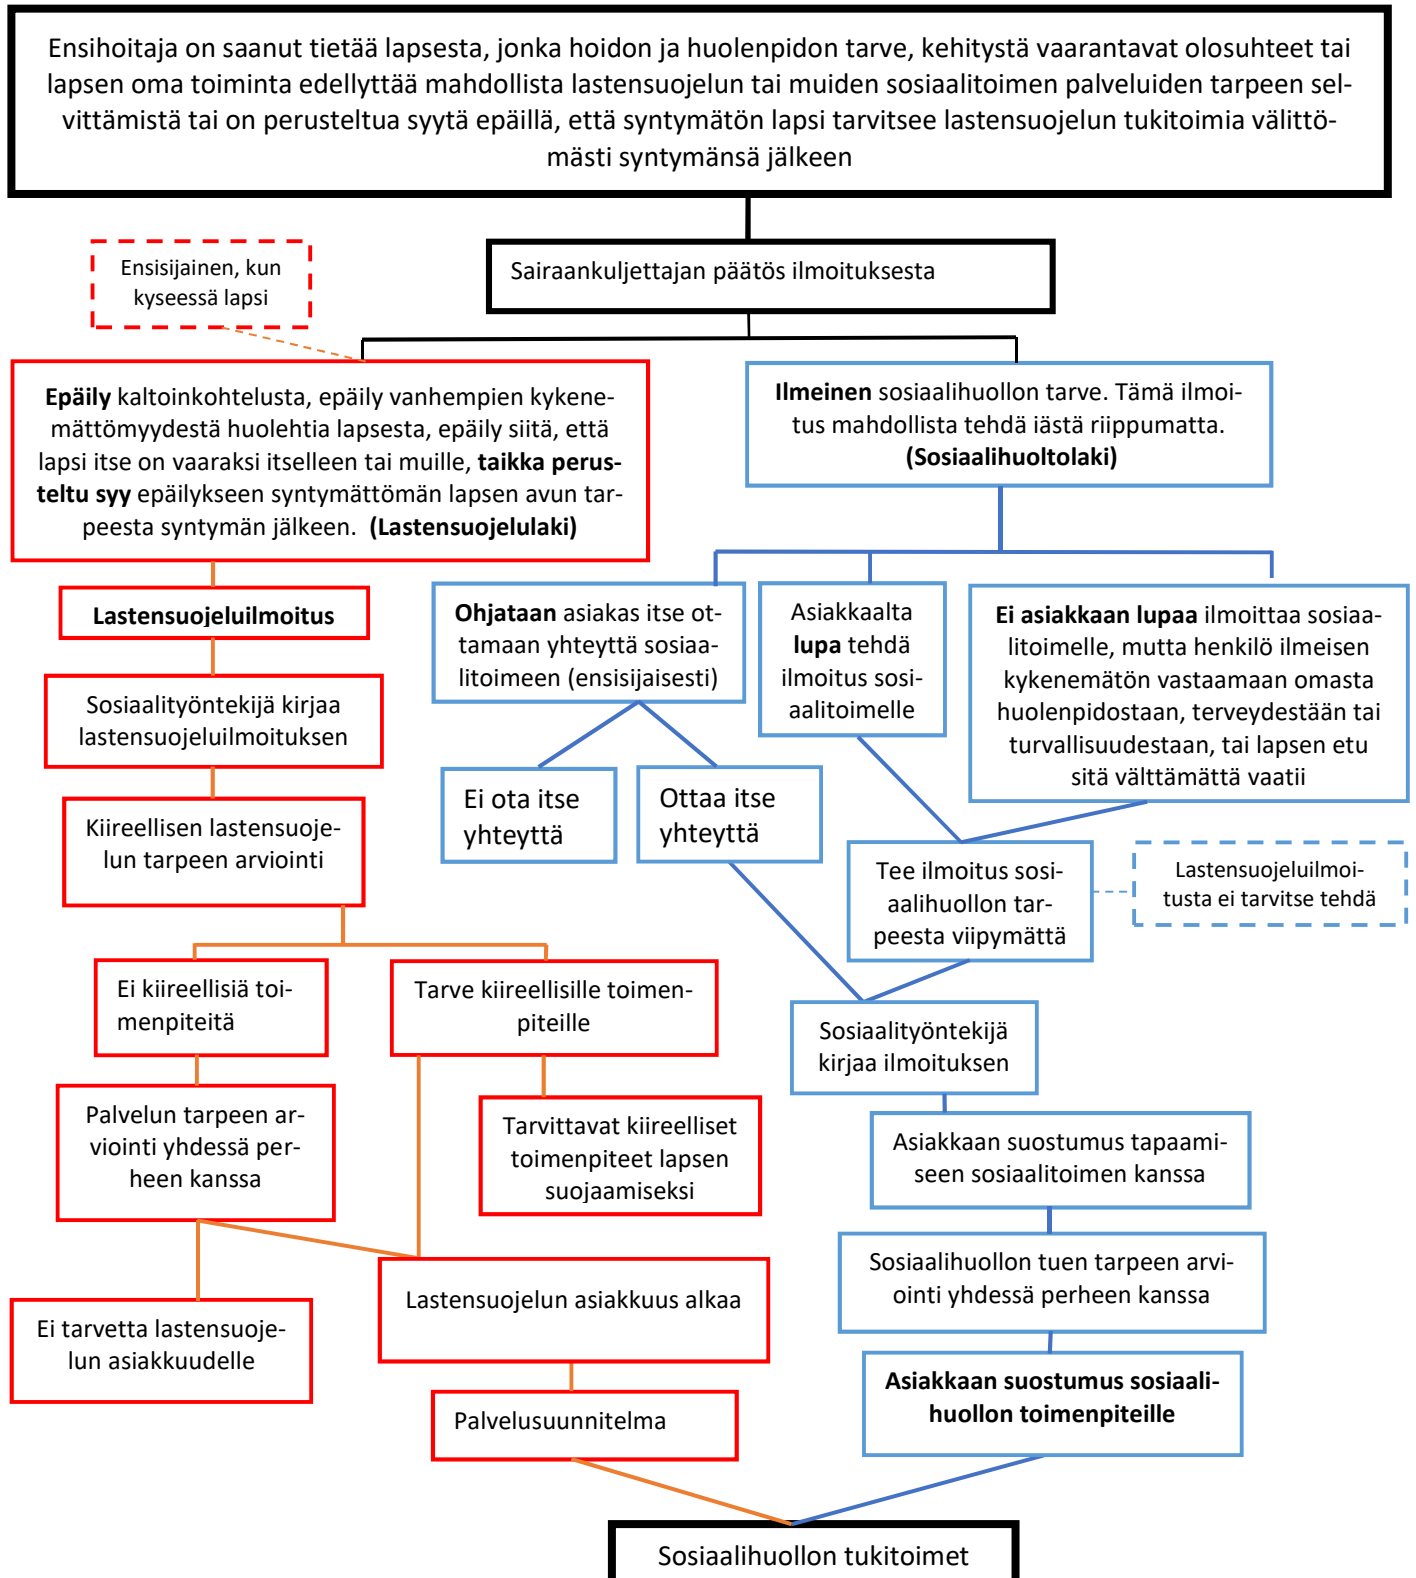 Ensihoitaja on saanut tietää lapsesta, jonka hoidon ja huolenpidon tarve, kehitystä vaarantavat olosuhteet tai
lapsen oma toiminta edellyttää mahdollista lastensuojelun tai muiden sosiaalitoimen palveluiden tarpeen sel-
vittämistä tai on perusteltua syytä epäillä, että syntymätön lapsi tarvitsee lastensuojelun tukitoimia välittö-
mästi syntymänsä jälkeen
Ensisijainen, kun
kyseessä lapsi
Sairaankuljettajan päätös ilmoituksesta
Epäily kaltoinkohtelusta, epäily vanhempien kykene-
mättömyydestä huolehtia lapsesta, epäily siitä, että
lapsi itse on vaaraksi itselleen tai muille, taikka perus-
teltu syy epäilykseen syntymättömän lapsen avun tar-
peesta syntymän jälkeen. (Lastensuojelulaki)
Ilmeinen sosiaalihuollon tarve. Tämä ilmoi-
tus mahdollista tehdä iästä riippumatta.
(Sosiaalihuoltolaki)
Lastensuojeluilmoitus
Ohjataan asiakas itse ot-
tamaan yhteyttä sosiaa-
litoimeen (ensisijaisesti)
Asiakkaalta
lupa tehdä
ilmoitus sosi-
aalitoimelle
Ei asiakkaan lupaa ilmoittaa sosiaa-
litoimelle, mutta henkilö ilmeisen
kykenemätön vastaamaan omasta
huolenpidostaan, terveydestään tai
turvallisuudestaan, tai lapsen etu
sitä välttämättä vaatii
Sosiaalityöntekijä kirjaa
lastensuojeluilmoituksen
Ei ota itse
yhteyttä
Ottaa itse
yhteyttä
Kiireellisen lastensuoje-
lun tarpeen arviointi
Tee ilmoitus sosi-
aalihuollon tar-
peesta viipymättä
Lastensuojeluilmoi-
tusta ei tarvitse tehdä
Ei kiireellisiä toi-
menpiteitä
Tarve kiireellisille toimen-
piteille
Sosiaalityöntekijä
kirjaa ilmoituksen
Palvelun tarpeen ar-
viointi yhdessä per-
heen kanssa
Tarvittavat kiireelliset
toimenpiteet lapsen
suojaamiseksi
Asiakkaan suostumus tapaami-
seen sosiaalitoimen kanssa
Sosiaalihuollon tuen tarpeen arvi-
ointi yhdessä perheen kanssa
Lastensuojelun asiakkuus alkaa
Ei tarvetta lastensuoje-
lun asiakkuudelle
Asiakkaan suostumus sosiaali-
huollon toimenpiteille
Palvelusuunnitelma
Sosiaalihuollon tukitoimet